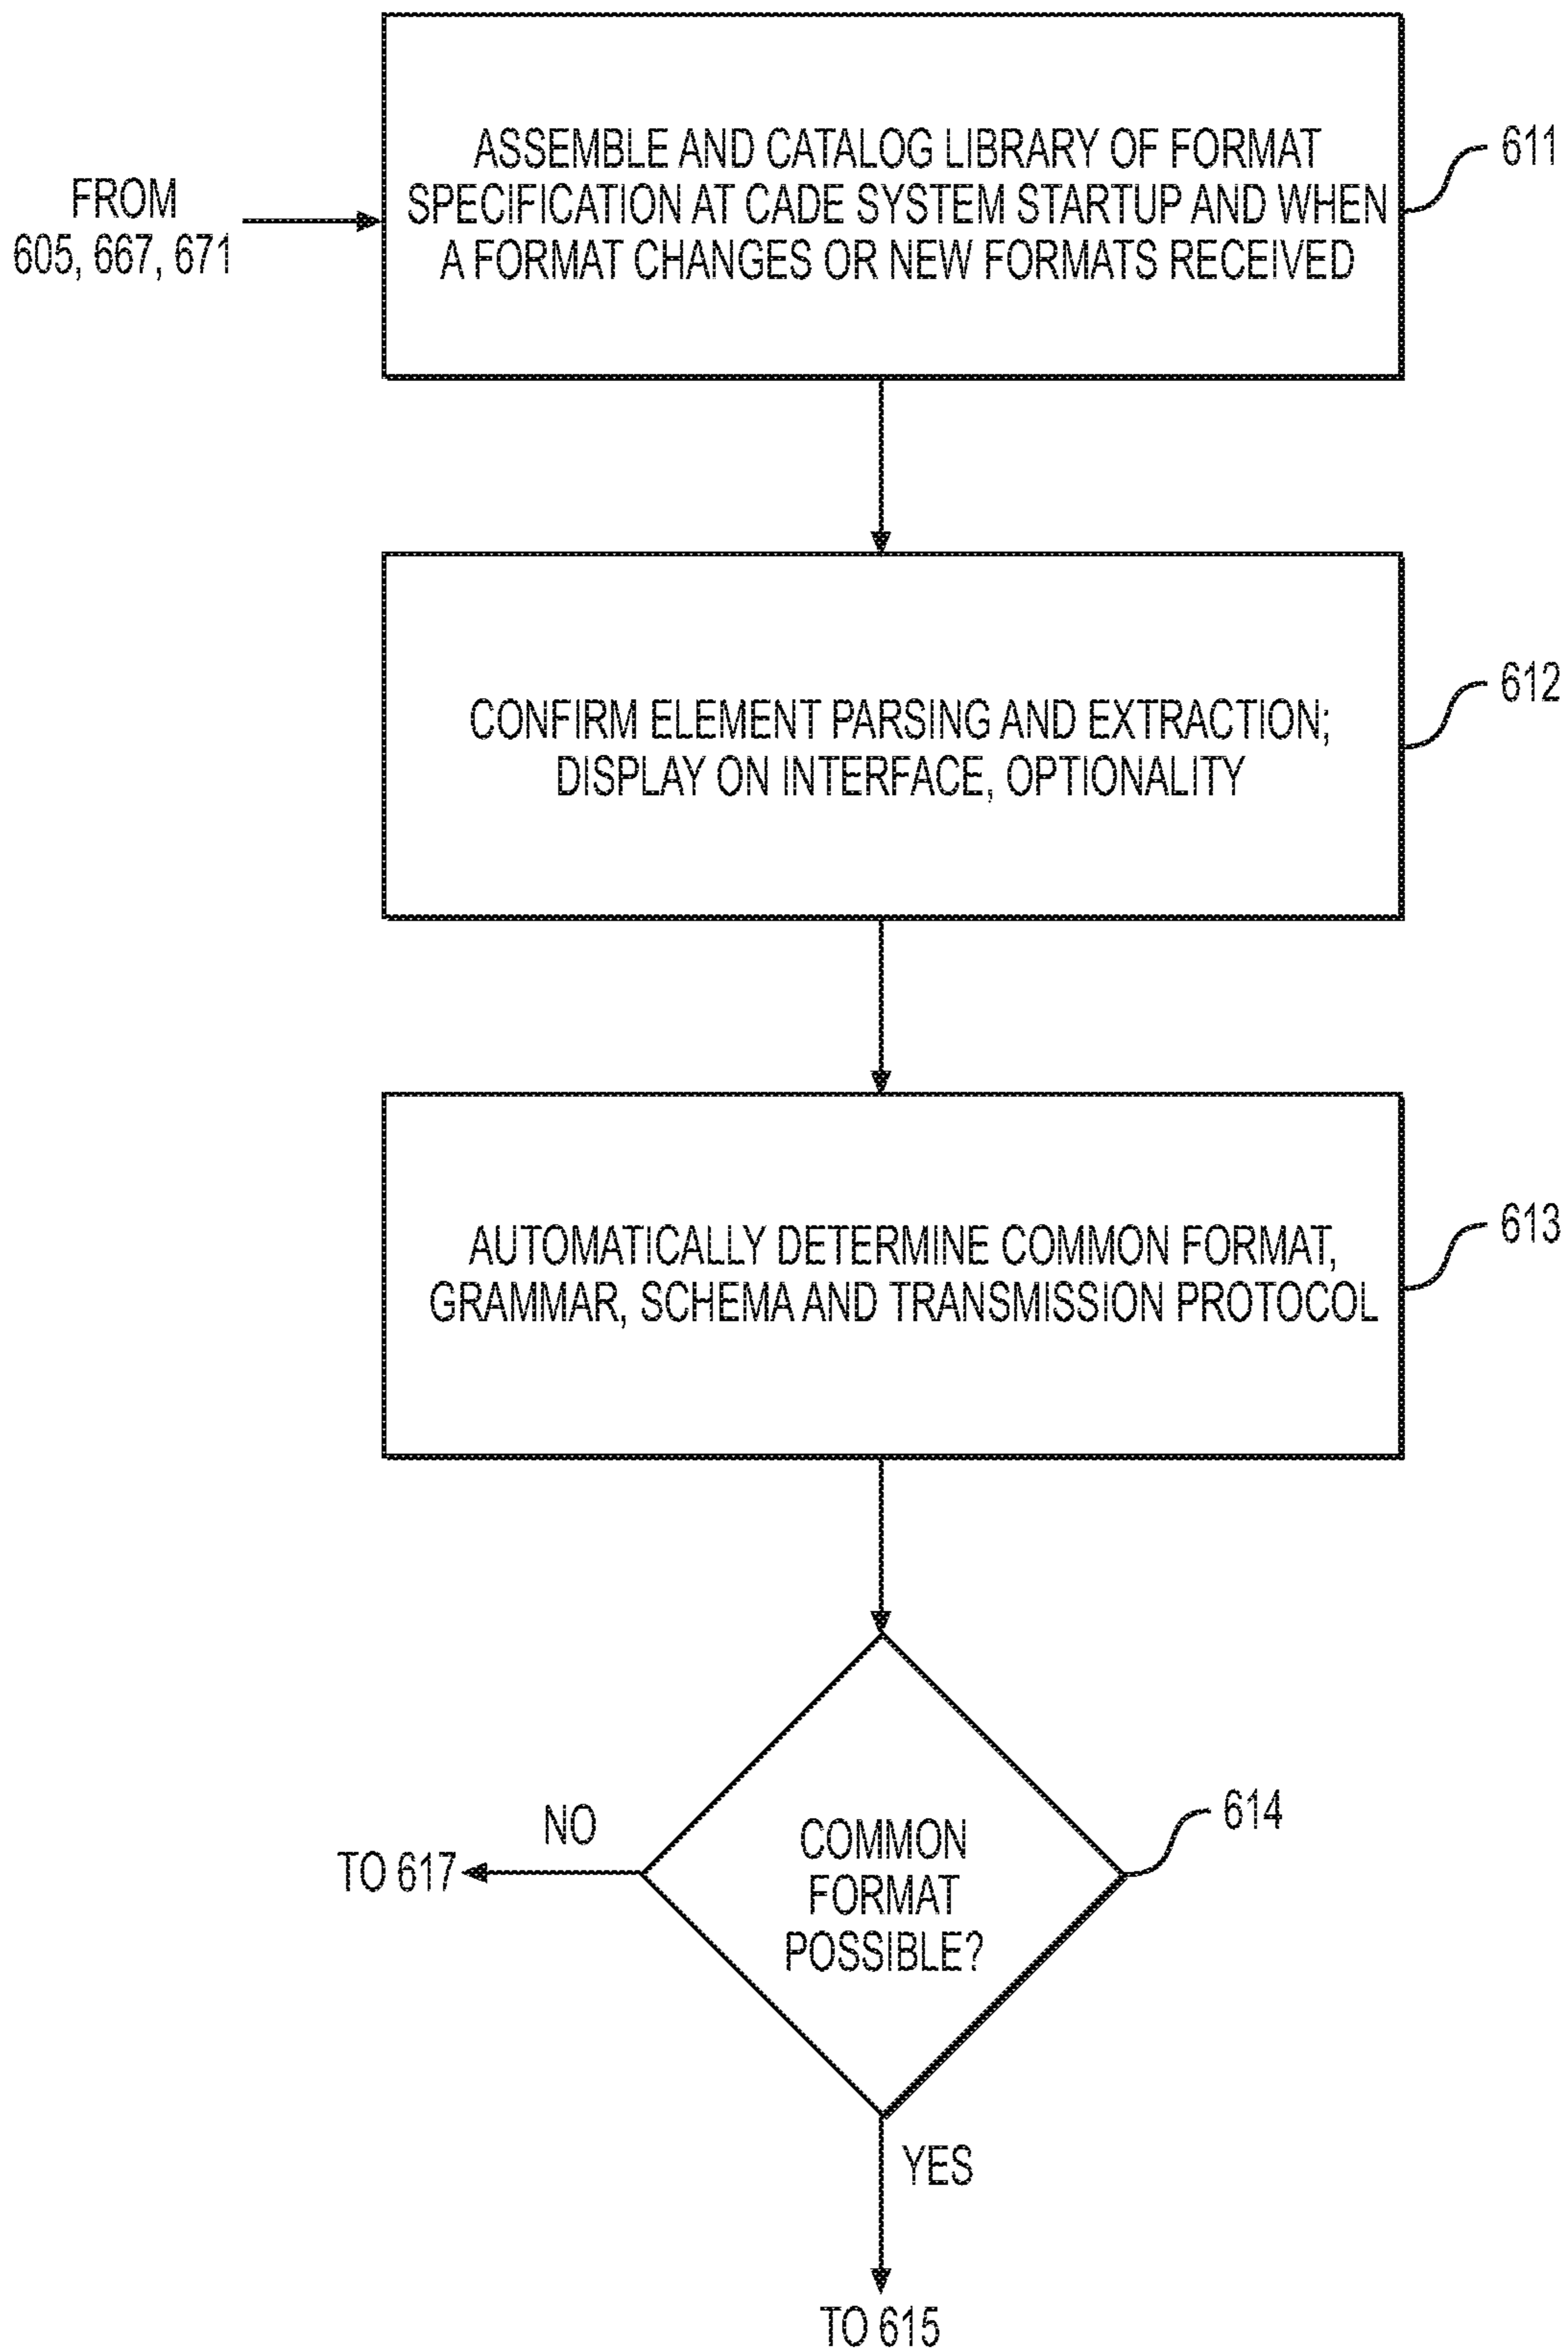 ASSEMBLE AND CATALOG LIBRARY OF FORMAT
SPECIFICATION AT CADE SYSTEM STARTUP AND WHEN
A FORMAT CHANGES OR NEW FORMATS RECEIVED
611
FROM
605, 667, 671
CONFIRM ELEMENT PARSING AND EXTRACTION;
DISPLAY ON INTERFACE, OPTIONALITY
612
AUTOMATICALLY DETERMINE COMMON FORMAT,
GRAMMAR, SCHEMA AND TRANSMISSION PROTOCOL
613
COMMON
FORMAT
POSSIBLE?
614
NO
TO 617
YES
TO 615